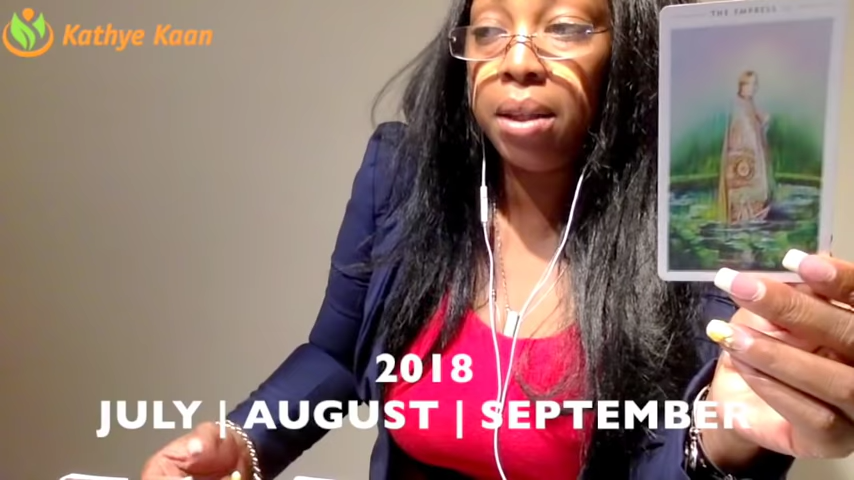 Kathye Kaan
THE EMPRESS
2018
JULY | AUGUST | SEPTEMBER